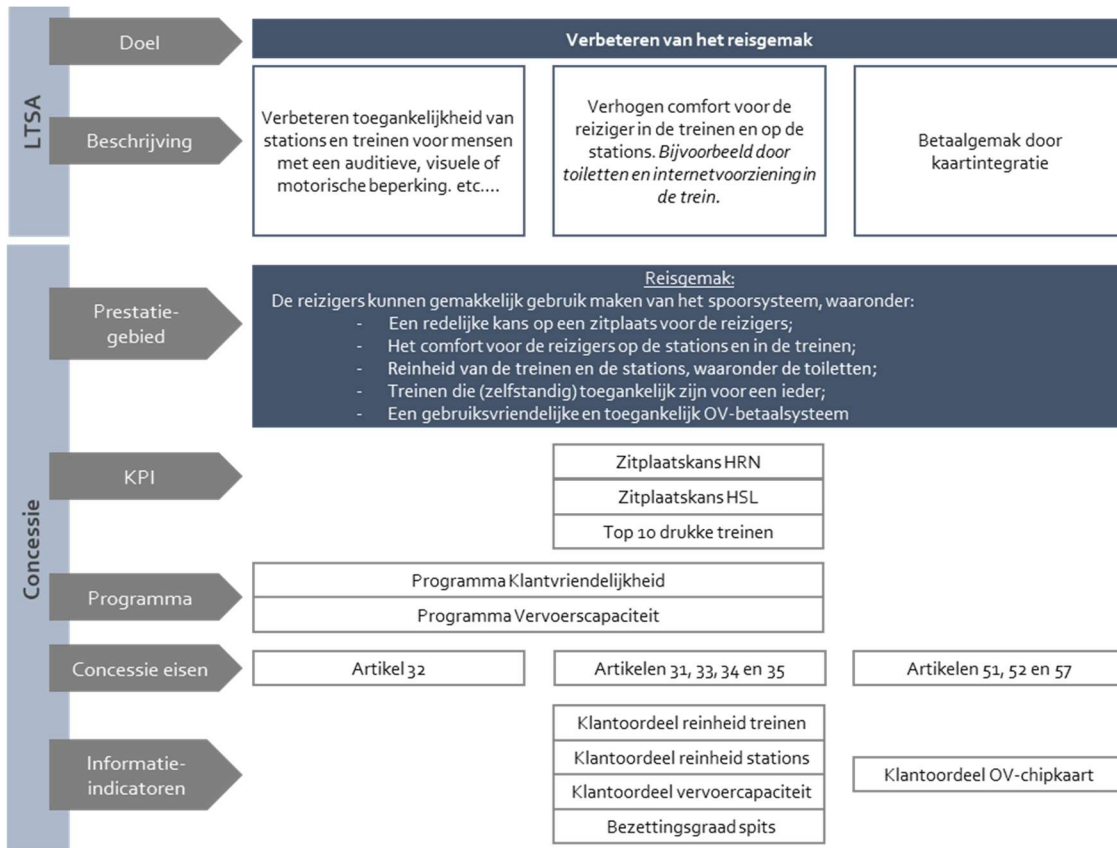 LTSA
Doel
Verbeteren van het reisgemak
Beschrijving
Verbeteren toegankelijkheid van
stations en treinen voor mensen
met een auditieve, visuele of
motorische beperking. etc....
Verhogen comfort voor de
reiziger in de treinen en op de
stations. Bijvoorbeeld door
toiletten en internetvoorziening in
de trein.
Betaalgemak door
kaartintegratie
Concessie
Prestatie-
gebied
Reisgemak:
De reizigers kunnen gemakkelijk gebruik maken van het spoorsysteem, waaronder:
- Een redelijke kans op een zitplaats voor de reizigers;
- Het comfort voor de reizigers op de stations en in de treinen;
- Reinheid van de treinen en de stations, waaronder de toiletten;
- Treinen die (zelfstandig) toegankelijk zijn voor een ieder;
- Een gebruiksvriendelijke en toegankelijk OV-betaalsysteem
KPI
Zitplaatskans HRN
Zitplaatskans HSL
Top 10 drukke treinen
Programma
Programma Klantvriendelijkheid
Programma Vervoerscapaciteit
Concessie eisen
Artikel 32
Artikelen 31, 33, 34 en 35
Artikelen 51, 52 en 57
Informatie-
indicatoren
Klantoordeel reinheid treinen
Klantoordeel reinheid stations
Klantoordeel vervoercapaciteit
Bezettingsgraad spits
Klantoordeel OV-chipkaart